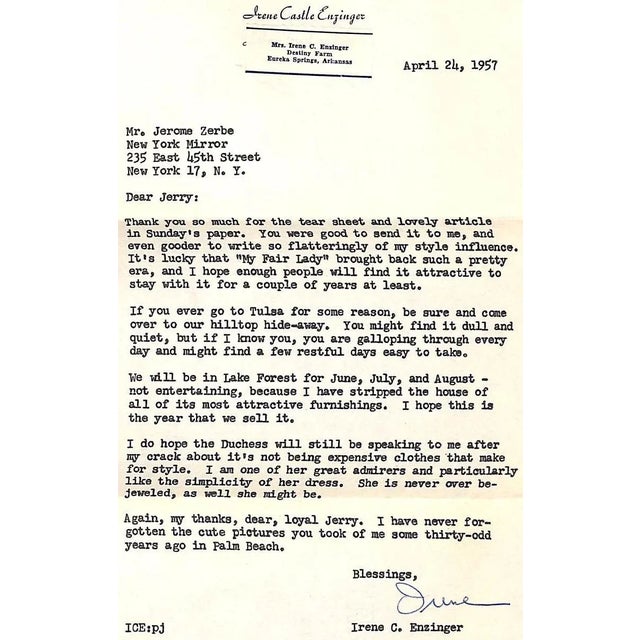 Irene Castle Enzinger
Mrs. Irene C. Enzinger
Destiny Farm
Eureka Springs, Arkansas
April 24, 1957
Mr. Jerome Zerbe
New York Mirror
235 East 45th Street
New York 17, N. Y.
Dear Jerry:
Thank you so much for the tear sheet and lovely article
in Sunday's paper. You were good to send it to me, and
even gooder to write so flatteringly of my style influence.
It's lucky that "My Fair Lady" brought back such a pretty
era, and I hope enough people will find it attractive to
stay with it for a couple of years at least.
If you ever go to Tulsa for some reason, be sure and come
over to our hilltop hide-away. You might find it dull and
quiet, but if I know you, you are galloping through every
day and might find a few restful days easy to take.
We will be in Lake Forest for June, July, and August -
not entertaining, because I have stripped the house of
all of its most attractive furnishings. I hope this is
the year that we sell it.
I do hope the Duchess will still be speaking to me after
my crack about it's not being expensive clothes that make
for style. I am one of her great admirers and particularly
like the simplicity of her dress. She is never over be-
jeweled, as well she might be.
Again, my thanks, dear, loyal Jerry. I have never for-
gotten the cute pictures you took of me some thirty-odd
years ago in Palm Beach.
Blessings,
Irene
ICE:pj Irene C. Enzinger